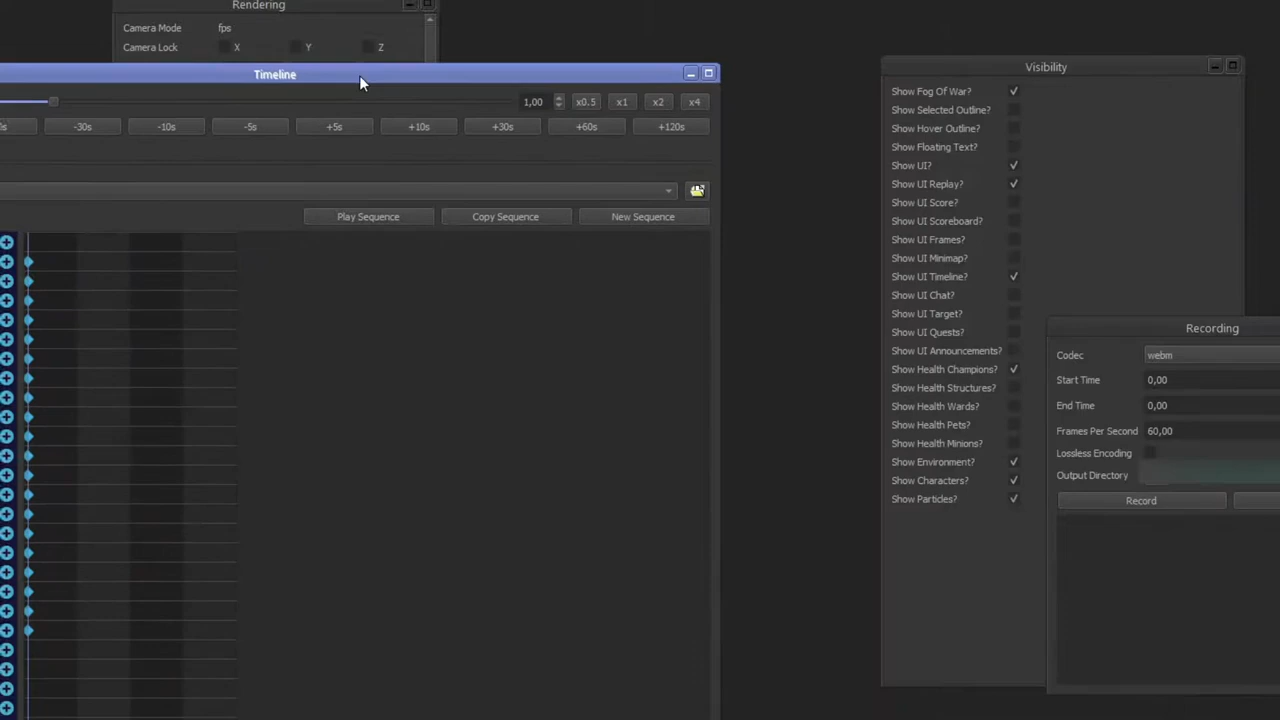 Rendering
Camera Mode fps
Camera Lock X Y Z
Timeline
1,00 x0.5 x1 x2 x4
-30s -10s -5s +5s +10s +30s +60s +120s
Play Sequence Copy Sequence New Sequence
Visibility
Show Fog Of War?
Show Selected Outline?
Show Hover Outline?
Show Floating Text?
Show UI?
Show UI Replay?
Show UI Score?
Show UI Scoreboard?
Show UI Frames?
Show UI Minimap?
Show UI Timeline?
Show UI Chat?
Show UI Target?
Show UI Quests?
Show UI Announcements?
Show Health Champions?
Show Health Structures?
Show Health Wards?
Show Health Pets?
Show Health Minions?
Show Environment?
Show Characters?
Show Particles?
Recording
Codec webm
Start Time 0,00
End Time 0,00
Frames Per Second 60,00
Lossless Encoding
Output Directory
Record